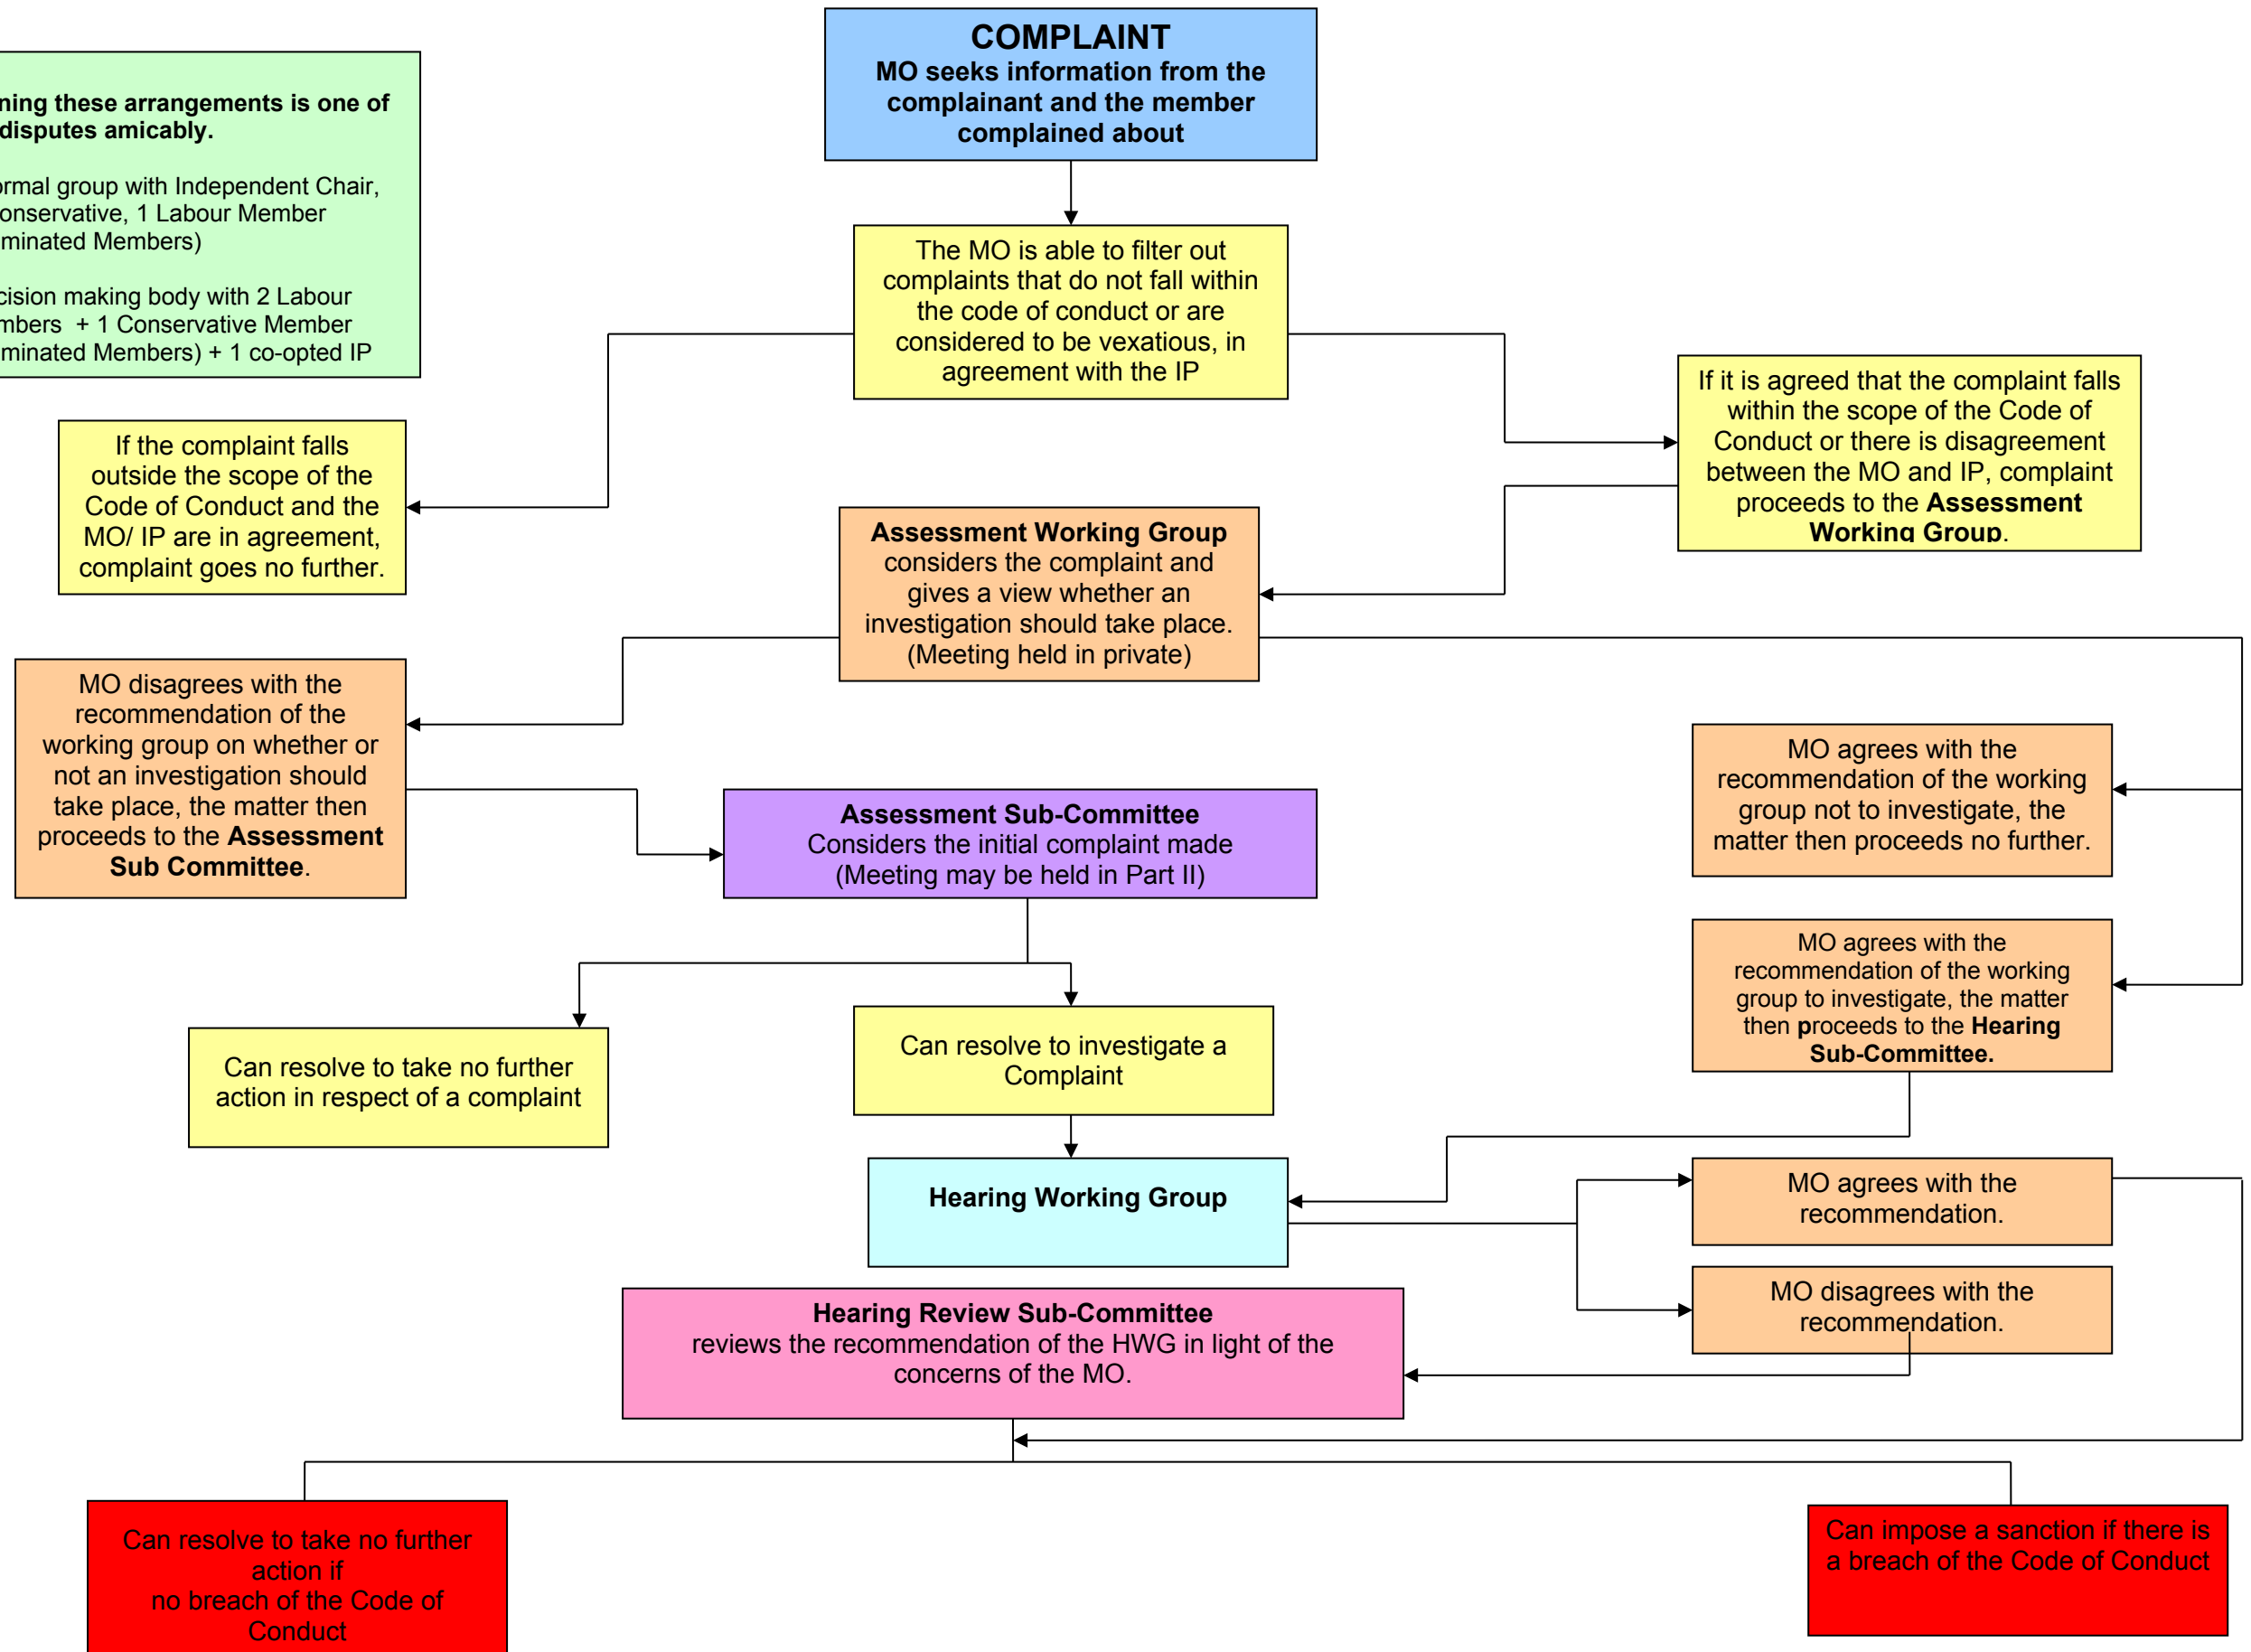 COMPLAINT
MO seeks information from the
complainant and the member
complained about
ning these arrangements is one of
disputes amicably.
ormal group with Independent Chair,
onservative, 1 Labour Member
minated Members)
cision making body with 2 Labour
mbers + 1 Conservative Member
minated Members) + 1 co-opted IP
The MO is able to filter out
complaints that do not fall within
the code of conduct or are
considered to be vexatious, in
agreement with the IP
If the complaint falls
outside the scope of the
Code of Conduct and the
MO/ IP are in agreement,
complaint goes no further.
If it is agreed that the complaint falls
within the scope of the Code of
Conduct or there is disagreement
between the MO and IP, complaint
proceeds to the Assessment
Working Group.
Assessment Working Group
considers the complaint and
gives a view whether an
investigation should take place.
(Meeting held in private)
MO disagrees with the
recommendation of the
working group on whether or
not an investigation should
take place, the matter then
proceeds to the Assessment
Sub Committee.
Assessment Sub-Committee
Considers the initial complaint made
(Meeting may be held in Part II)
MO agrees with the
recommendation of the working
group not to investigate, the
matter then proceeds no further.
MO agrees with the
recommendation of the working
group to investigate, the matter
then proceeds to the Hearing
Sub-Committee.
Can resolve to take no further
action in respect of a complaint
Can resolve to investigate a
Complaint
Hearing Working Group
MO agrees with the
recommendation.
MO disagrees with the
recommendation.
Hearing Review Sub-Committee
reviews the recommendation of the HWG in light of the
concerns of the MO.
Can resolve to take no further
action if
no breach of the Code of
Conduct
Can impose a sanction if there is
a breach of the Code of Conduct